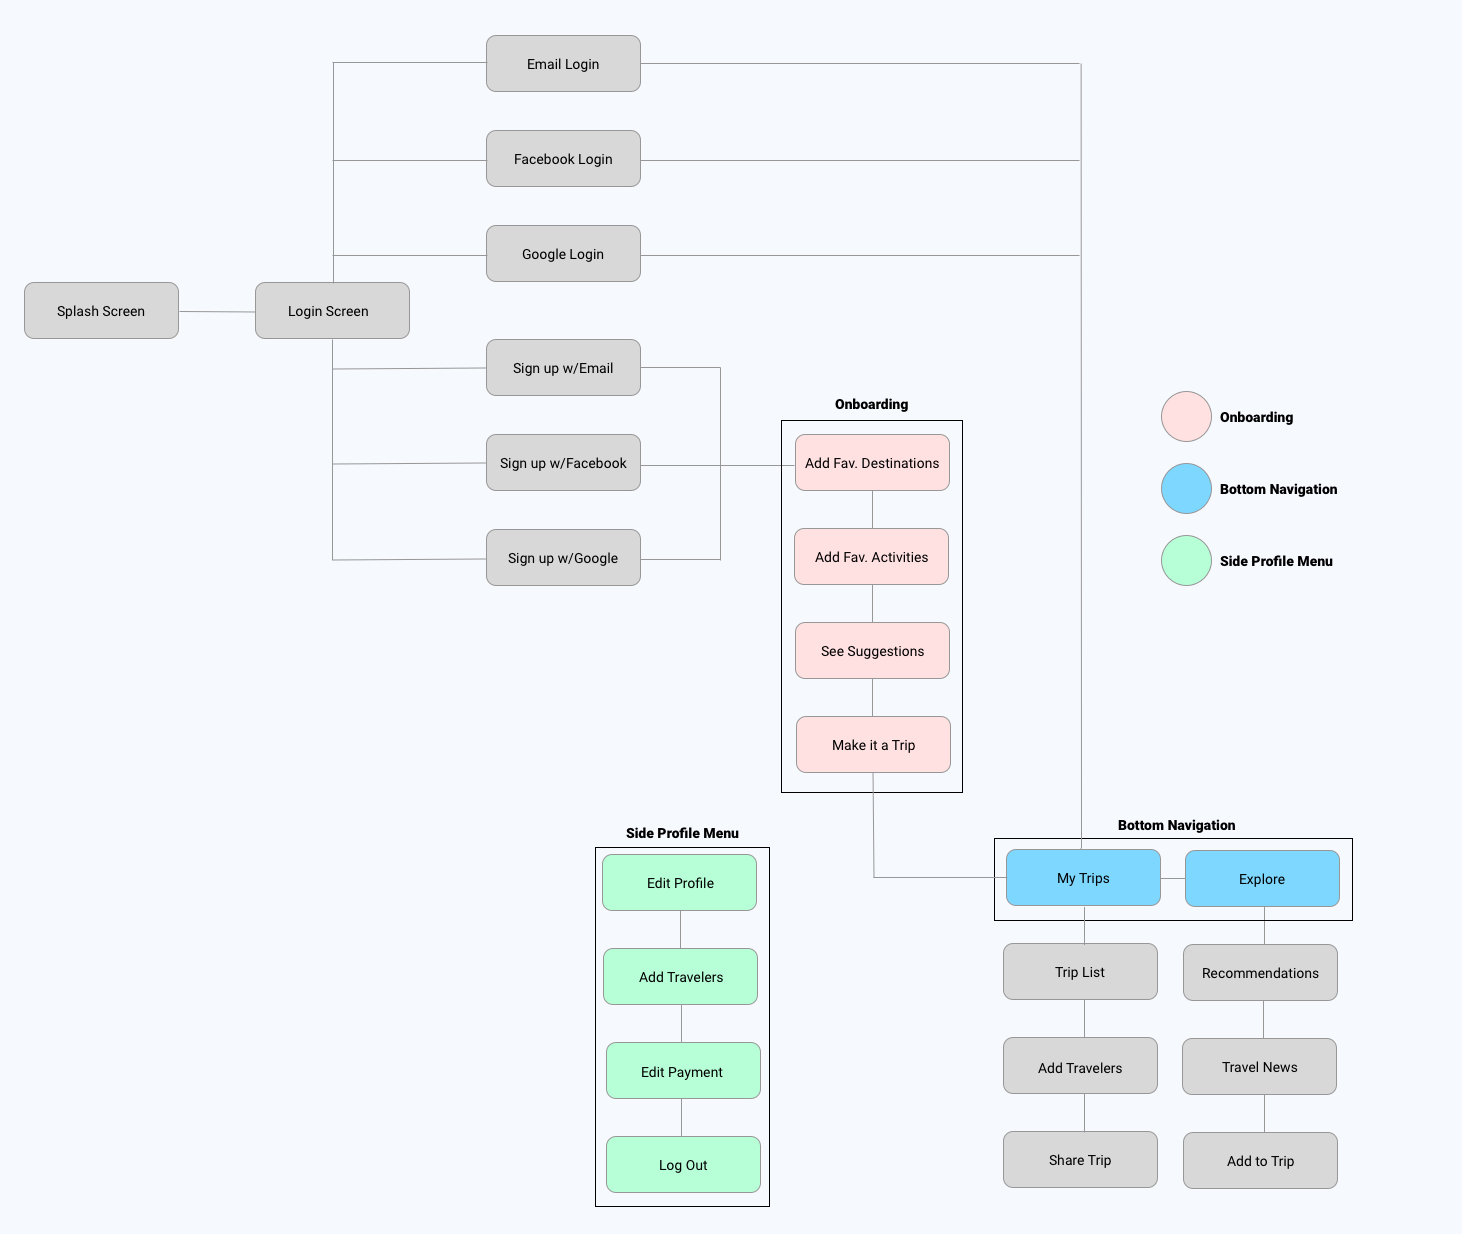 Email Login
Facebook Login
Google Login
Splash Screen
Login Screen
Sign up w/Email
Sign up w/Facebook
Sign up w/Google
Onboarding
Add Fav. Destinations
Add Fav. Activities
See Suggestions
Make it a Trip
Onboarding
Bottom Navigation
Side Profile Menu
Side Profile Menu
Edit Profile
Add Travelers
Edit Payment
Log Out
Bottom Navigation
My Trips
Explore
Trip List
Recommendations
Add Travelers
Travel News
Share Trip
Add to Trip